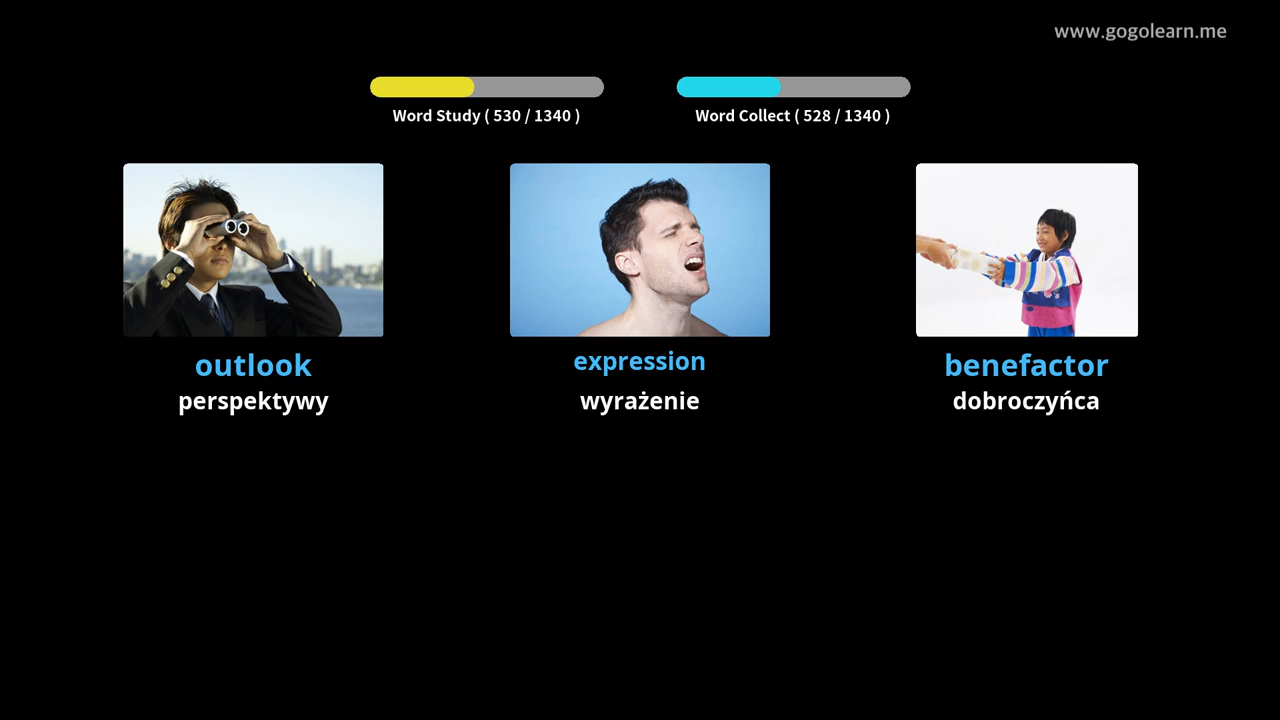 www.gogolearn.me
Word Study ( 530 / 1340 )
Word Collect ( 528 / 1340 )
outlook
perspektywy
expression
wyrażenie
benefactor
dobroczyńca